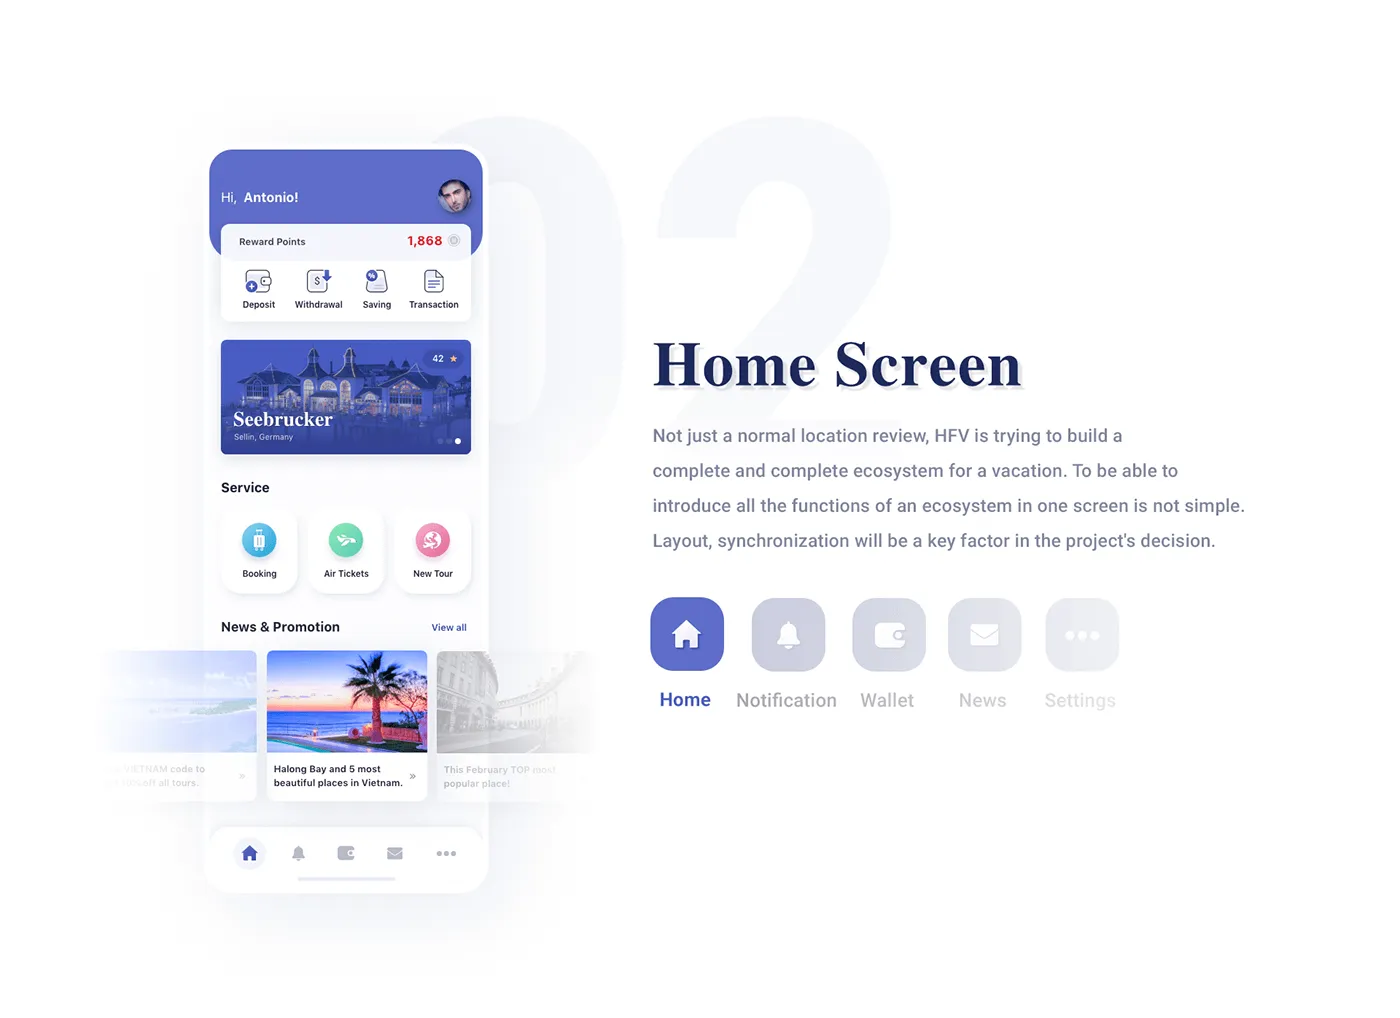 02
Hi, Antonio!
Reward Points 1,868
Deposit Withdrawal Saving Transaction
42
Seebrucker
Sellin, Germany
Service
Booking Air Tickets New Tour
News & Promotion View all
VIETNAM code to
off all tours.
Halong Bay and 5 most
beautiful places in Vietnam.
This February TOP most
popular place!
Home Screen
Not just a normal location review, HFV is trying to build a
complete and complete ecosystem for a vacation. To be able to
introduce all the functions of an ecosystem in one screen is not simple.
Layout, synchronization will be a key factor in the project's decision.
Home Notification Wallet News Settings